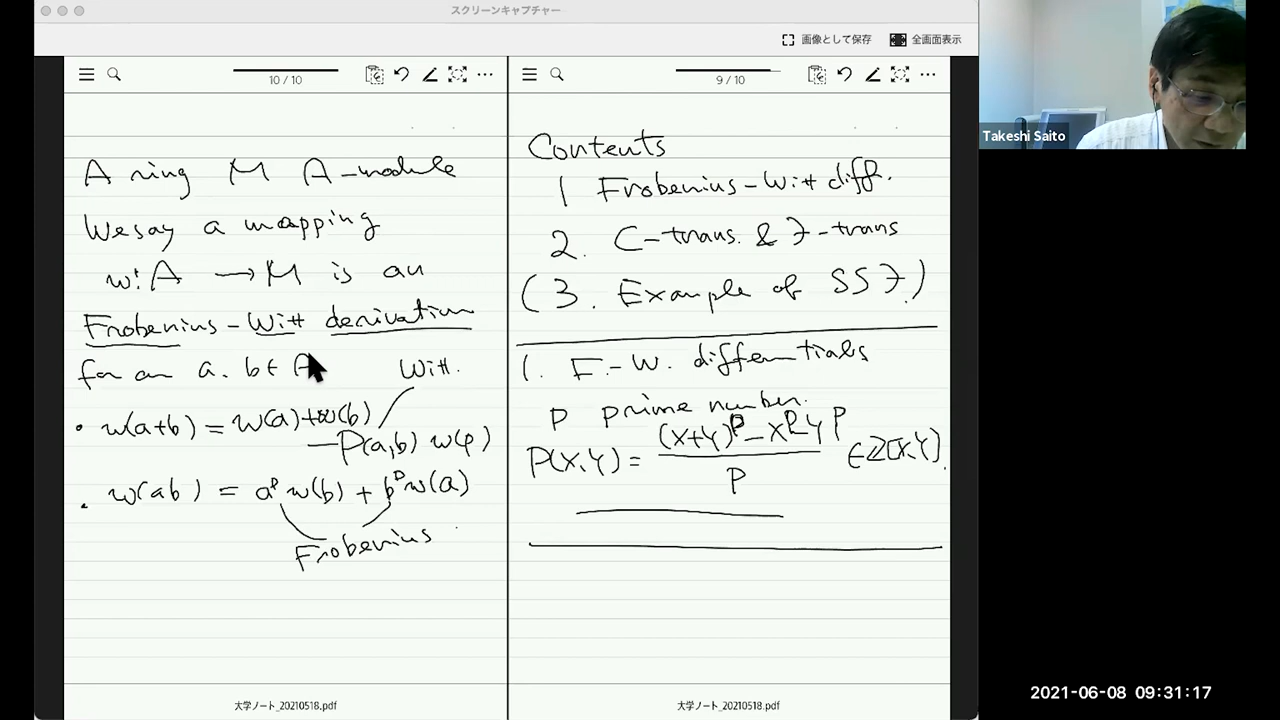 スクリーンキャプチャー
画像として保存 全画面表示
10 / 10
A ring M A-module
We say a mapping
w: A → M is an
Frobenius - Witt derivation
for an a. b ∈ A
Witt.
• w(a+b) = w(a)+w(b)
- P(a,b) w(p)
• w(ab) = a^p w(b) + b^p w(a)
Frobenius
大学ノート_20210518.pdf
9 / 10
Contents
1 Frobenius-Witt diff.
2. C-trans. & F-trans
(3. Example of SS F.)
1. F.-W. differentials
p prime number.
P(X,Y) = ((X+Y)^p - X^p - Y^p) / p ∈ Z[X,Y].
大学ノート_20210518.pdf
Takeshi Saito
2021-06-08 09:31:17